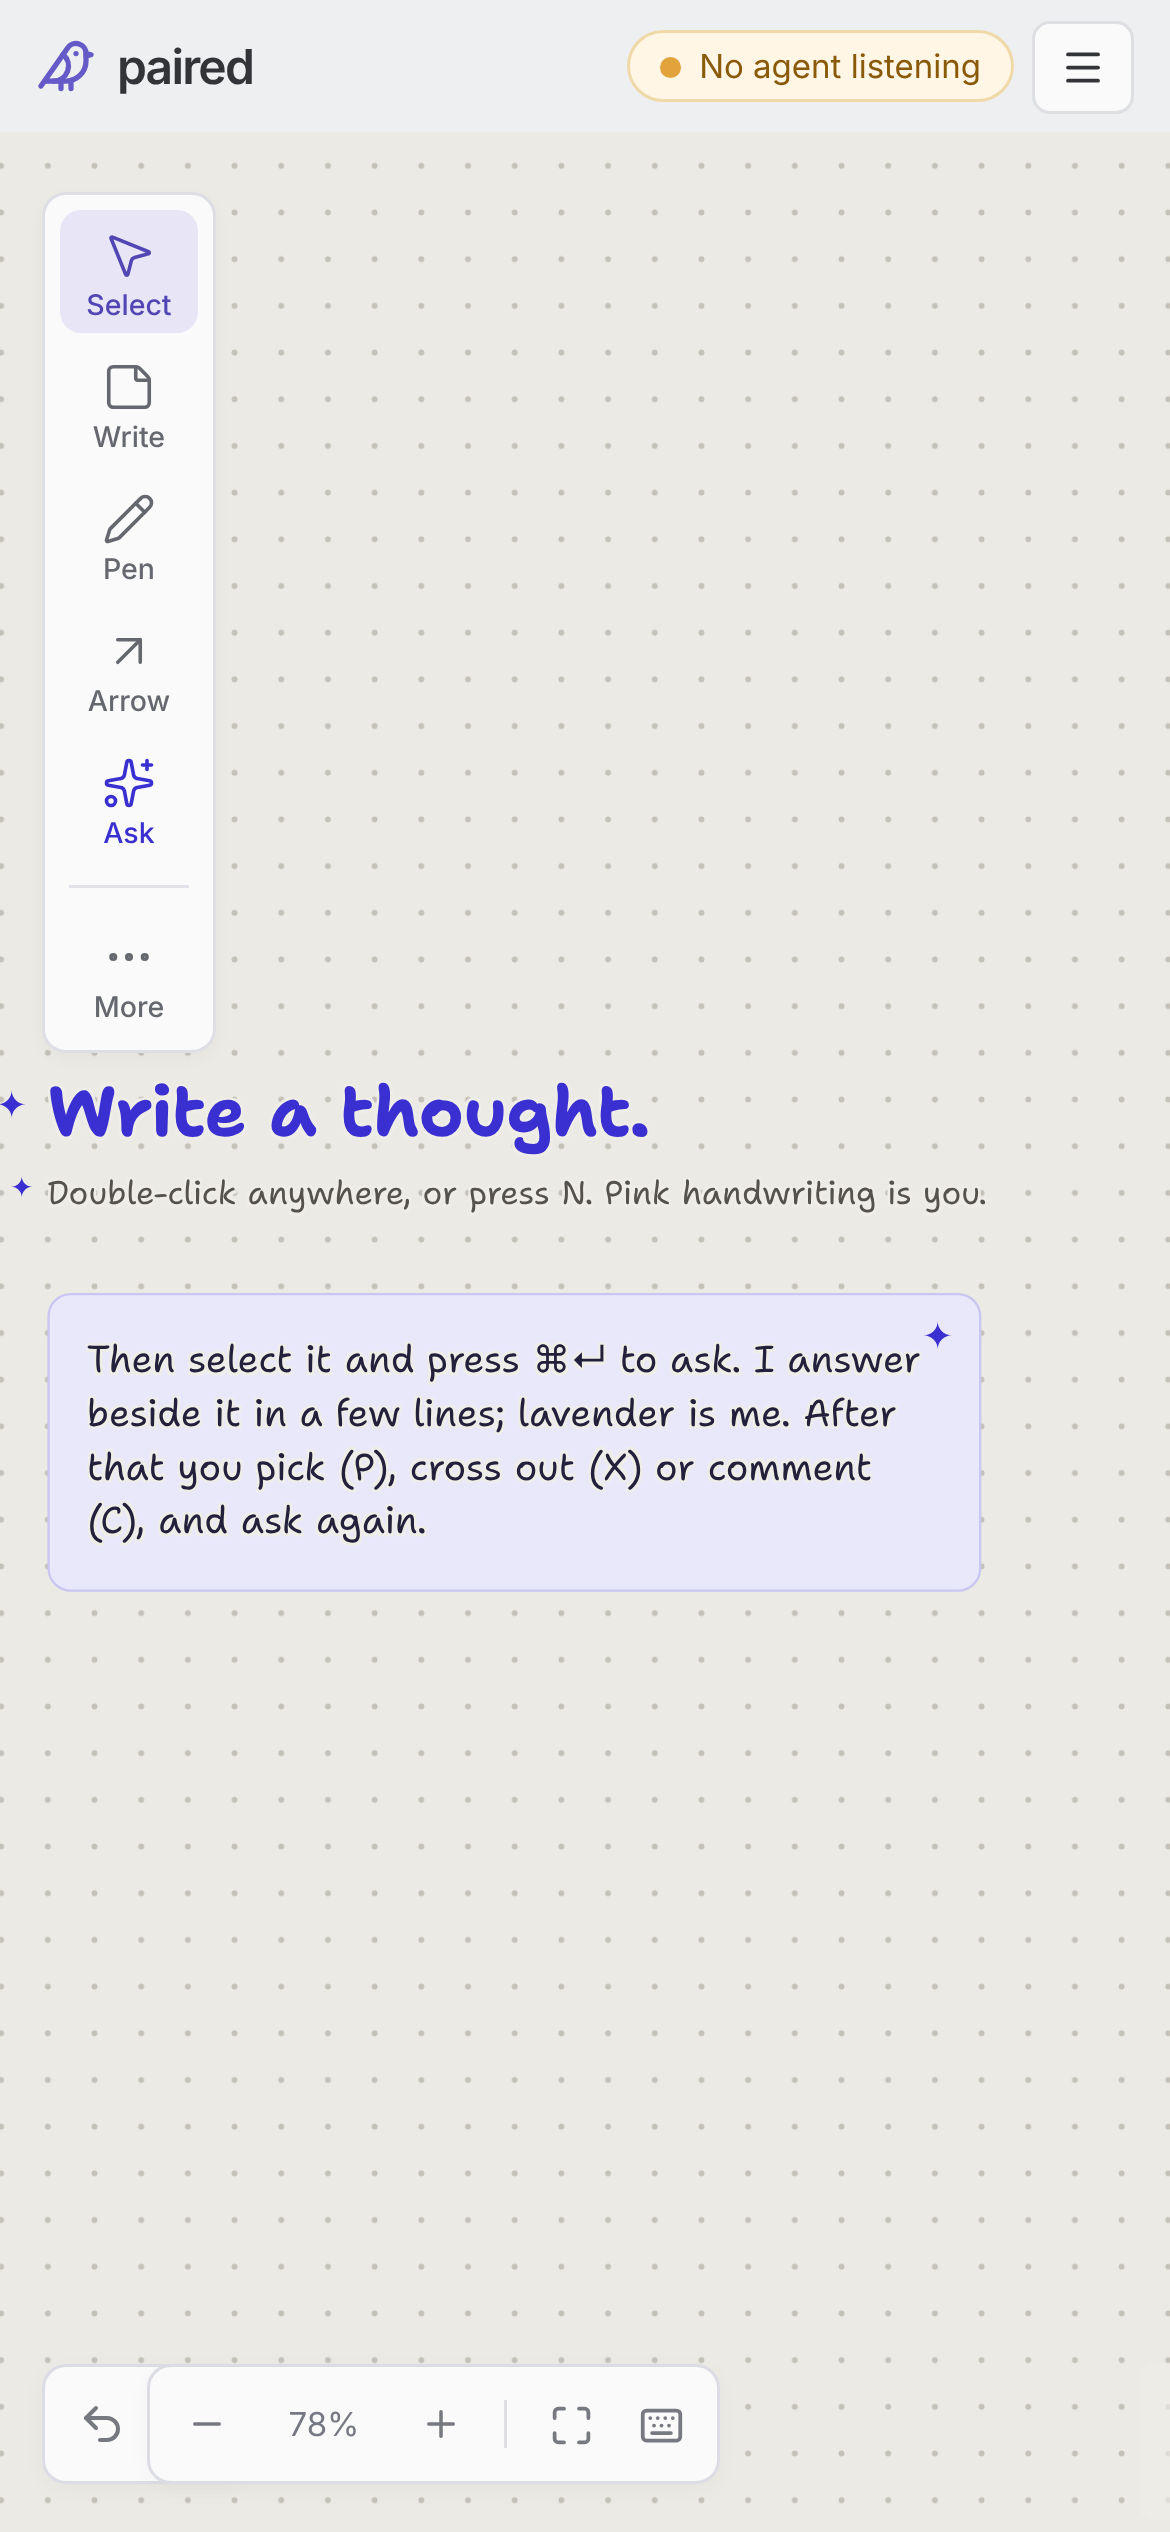 paired
No agent listening
Select
Write
Pen
Arrow
Ask
More
Write a thought.
Double-click anywhere, or press N. Pink handwriting is you.
Then select it and press ⌘↵ to ask. I answer
beside it in a few lines; lavender is me. After
that you pick (P), cross out (X) or comment
(C), and ask again.
78%